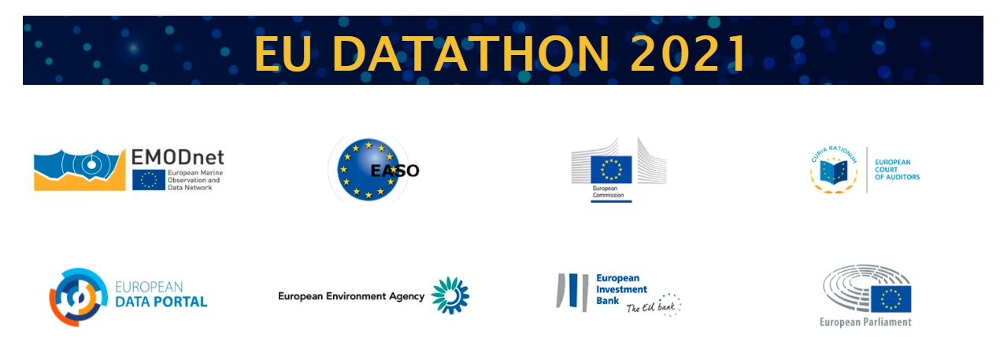 EU DATATHON 2021
EMODnet
European Marine
Observation and
Data Network
EASO
European
Commission
CURIA RATIONUM
EUROPEAN
COURT
OF AUDITORS
EUROPEAN
DATA PORTAL
European Environment Agency
European
Investment
Bank
The EU bank
European Parliament